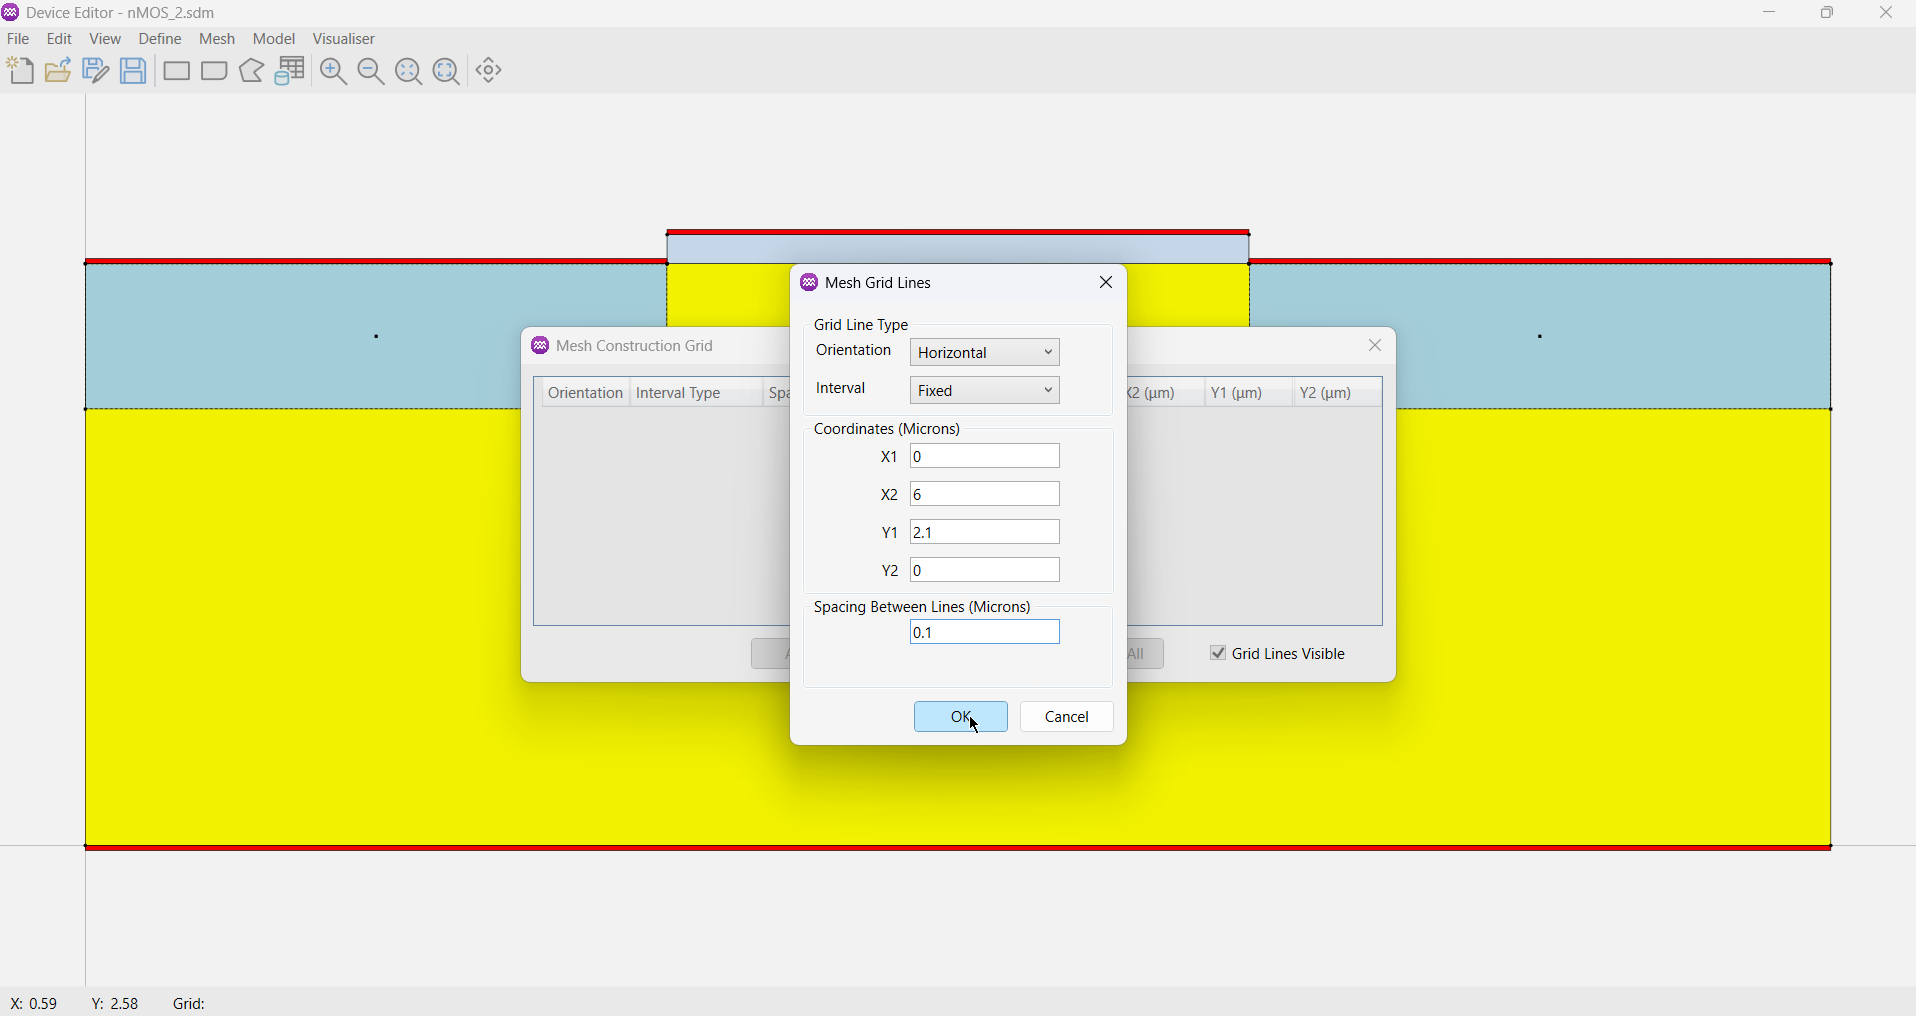 Device Editor - nMOS_2.sdm
File Edit View Define Mesh Model Visualiser
Mesh Grid Lines
Grid Line Type
Orientation Horizontal
Interval Fixed
Coordinates (Microns)
X1 0
X2 6
Y1 2.1
Y2 0
Spacing Between Lines (Microns)
0.1
OK Cancel
Mesh Construction Grid
Orientation Interval Type X2 (μm) Y1 (μm) Y2 (μm)
All Grid Lines Visible
X: 0.59 Y: 2.58 Grid: